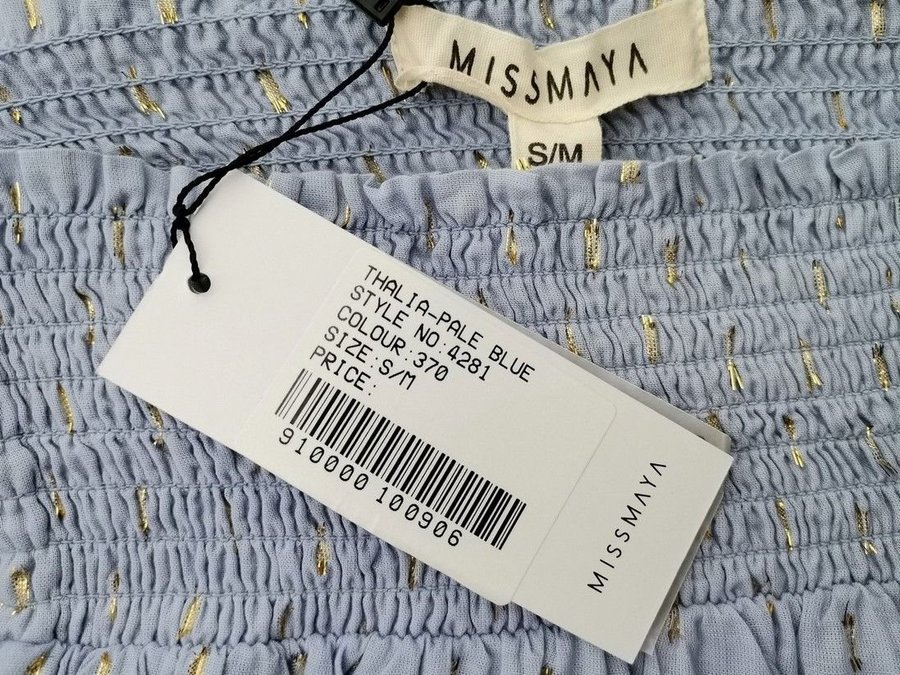 MISSMAYA
S/M
THALIA-PALE BLUE
STYLE NO:4281
COLOUR:370
SIZE:S/M
PRICE:
910000 100906
MISSMAYA